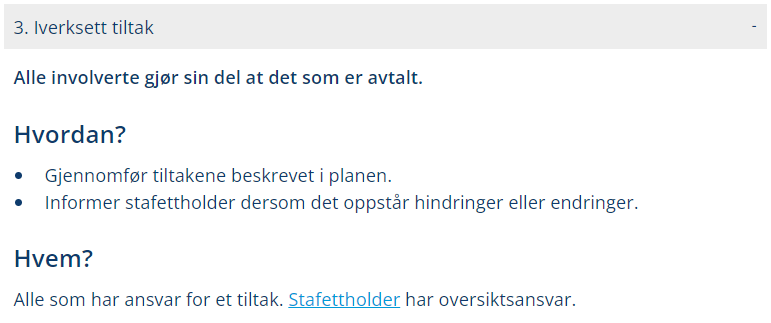 3. Iverksett tiltak -
Alle involverte gjør sin del at det som er avtalt.
Hvordan?
• Gjennomfør tiltakene beskrevet i planen.
• Informer stafettholder dersom det oppstår hindringer eller endringer.
Hvem?
Alle som har ansvar for et tiltak. Stafettholder har oversiktsansvar.